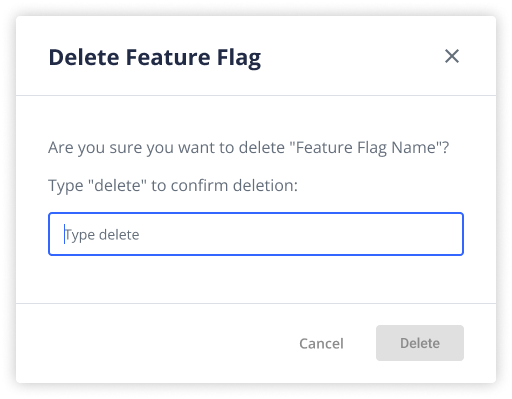 Delete Feature Flag
Are you sure you want to delete "Feature Flag Name"?
Type "delete" to confirm deletion:
Type delete
Cancel
Delete